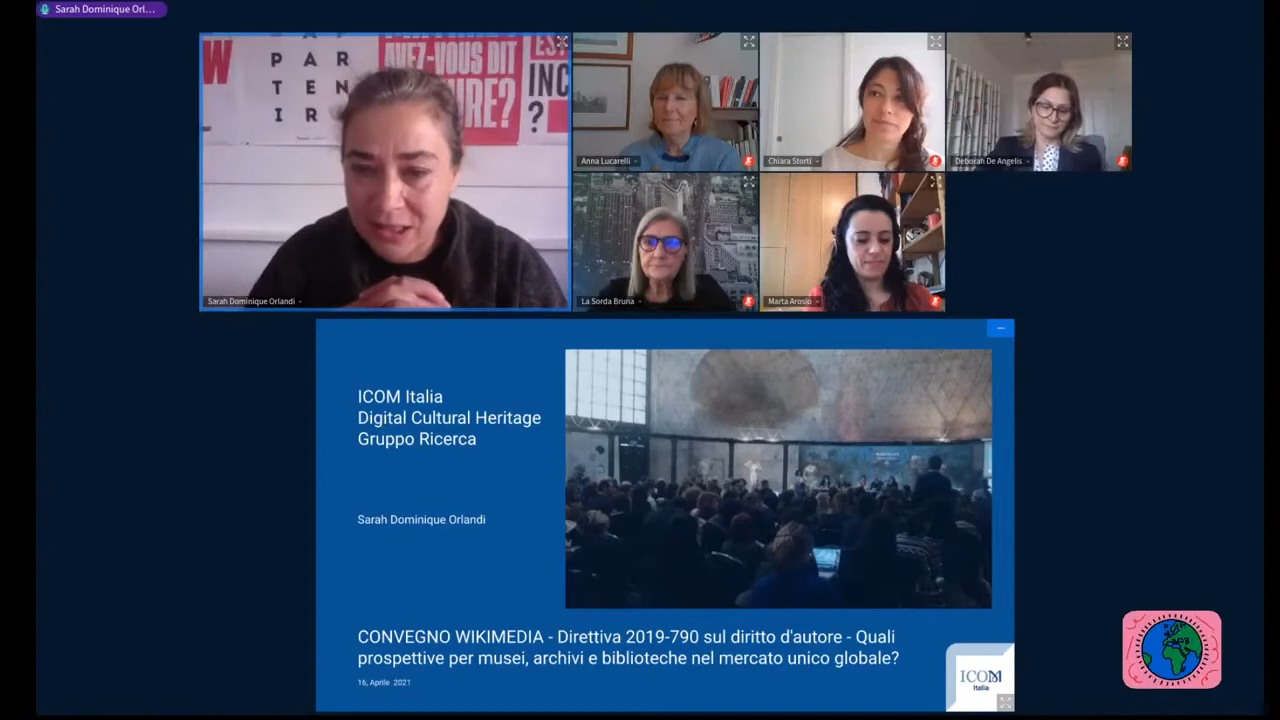 Sarah Dominique Orl...
W
P A R
T E N
I R
AVEZ-VOUS DIT
URE?
EST
INC
?
Anna Lucarelli
Chiara Storti
Deborah De Angelis
Sarah Dominique Orlandi
La Sorda Bruna
Marta Arosio
ICOM Italia
Digital Cultural Heritage
Gruppo Ricerca
Sarah Dominique Orlandi
CONVEGNO WIKIMEDIA - Direttiva 2019-790 sul diritto d'autore - Quali
prospettive per musei, archivi e biblioteche nel mercato unico globale?
16, Aprile 2021
ICOM
Italia